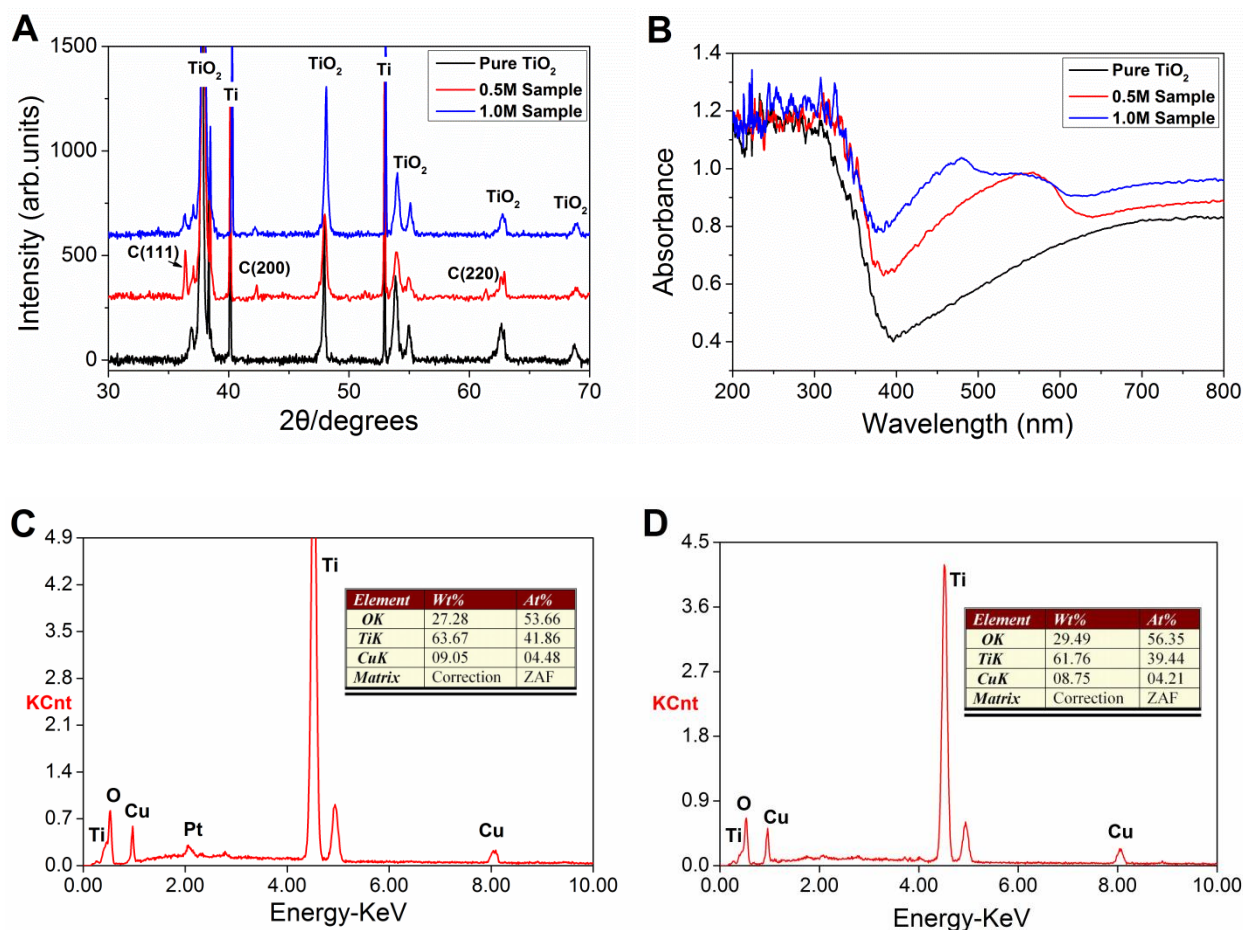 A
1500
1000
500
0
Intensity (arb.units)
30
40
50
60
70
2θ/degrees
Pure TiO2
0.5M Sample
1.0M Sample
TiO2
Ti
TiO2
Ti
TiO2
TiO2
TiO2
C(111)
C(200)
C(220)
B
1.4
1.2
1.0
0.8
0.6
0.4
Absorbance
200
300
400
500
600
700
800
Wavelength (nm)
Pure TiO2
0.5M Sample
1.0M Sample
C
4.9
4.2
3.5
2.8
KCnt
2.1
1.4
0.7
0.0
Ti
O
Cu
Pt
Ti
Cu
Element Wt% At%
OK 27.28 53.66
TiK 63.67 41.86
CuK 09.05 04.48
Matrix Correction ZAF
0.00 2.00 4.00 6.00 8.00 10.00
Energy-KeV
D
4.5
3.6
2.7
KCnt
1.8
0.9
0.0
Ti
O
Cu
Ti
Cu
Element Wt% At%
OK 29.49 56.35
TiK 61.76 39.44
CuK 08.75 04.21
Matrix Correction ZAF
0.00 2.00 4.00 6.00 8.00 10.00
Energy-KeV